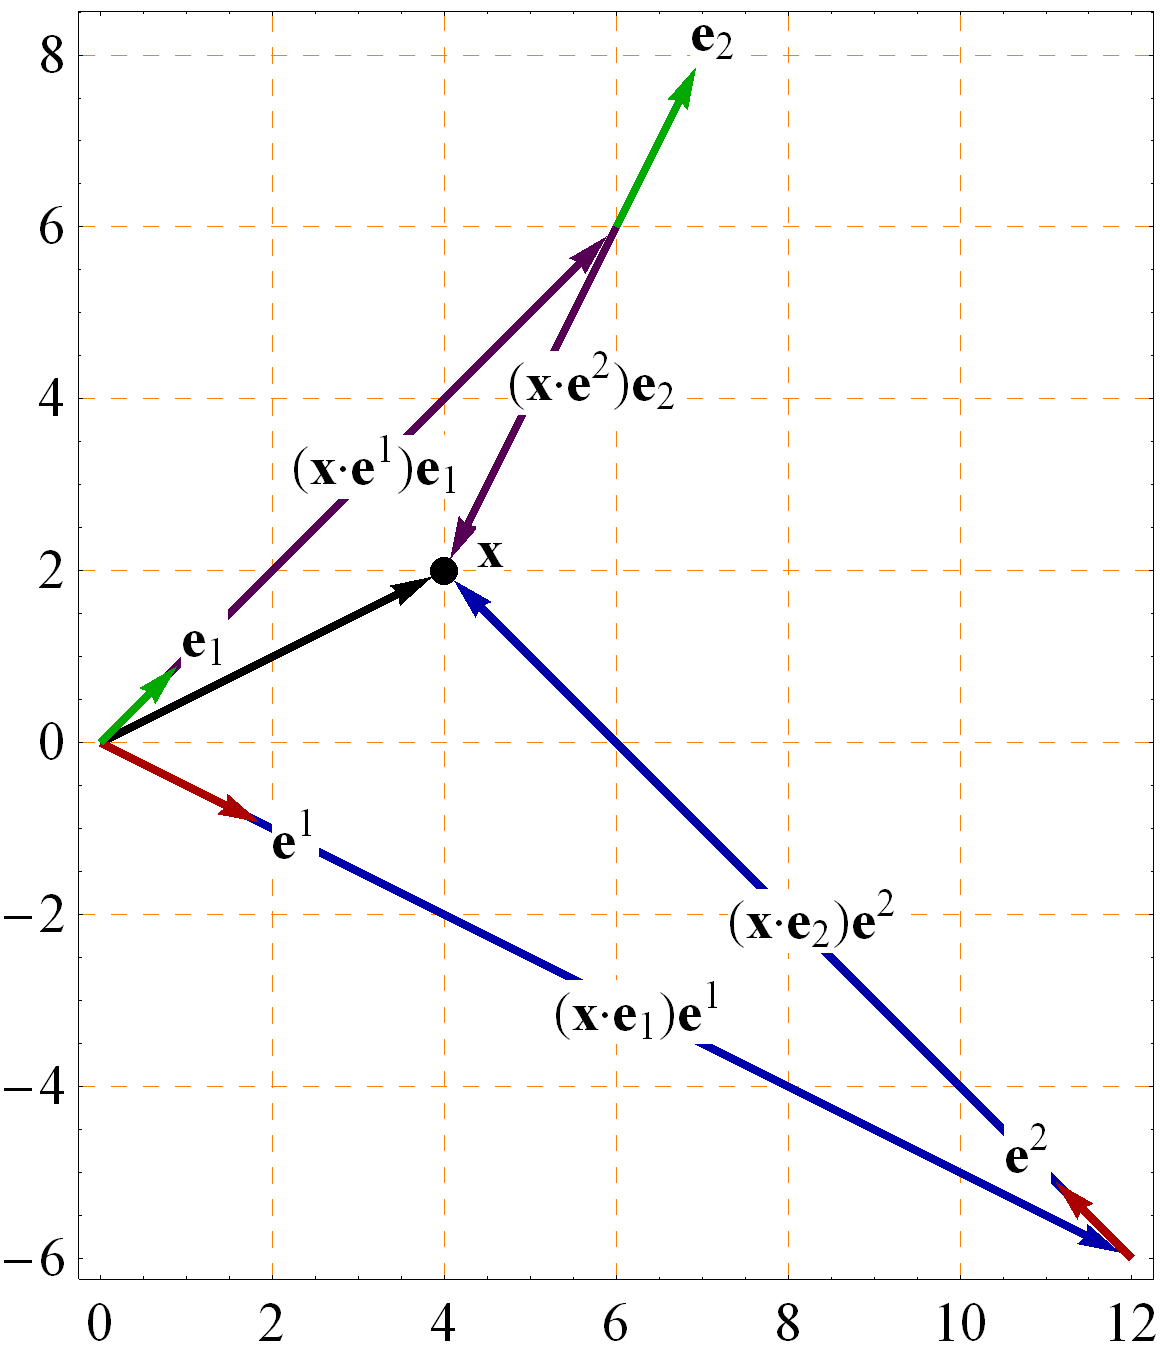 e₂
8
6
(x·e²)e₂
4
(x·e¹)e₁
x
2
e₁
0
e¹
−2
(x·e₂)e²
(x·e₁)e¹
−4
e²
−6
0 2 4 6 8 10 12